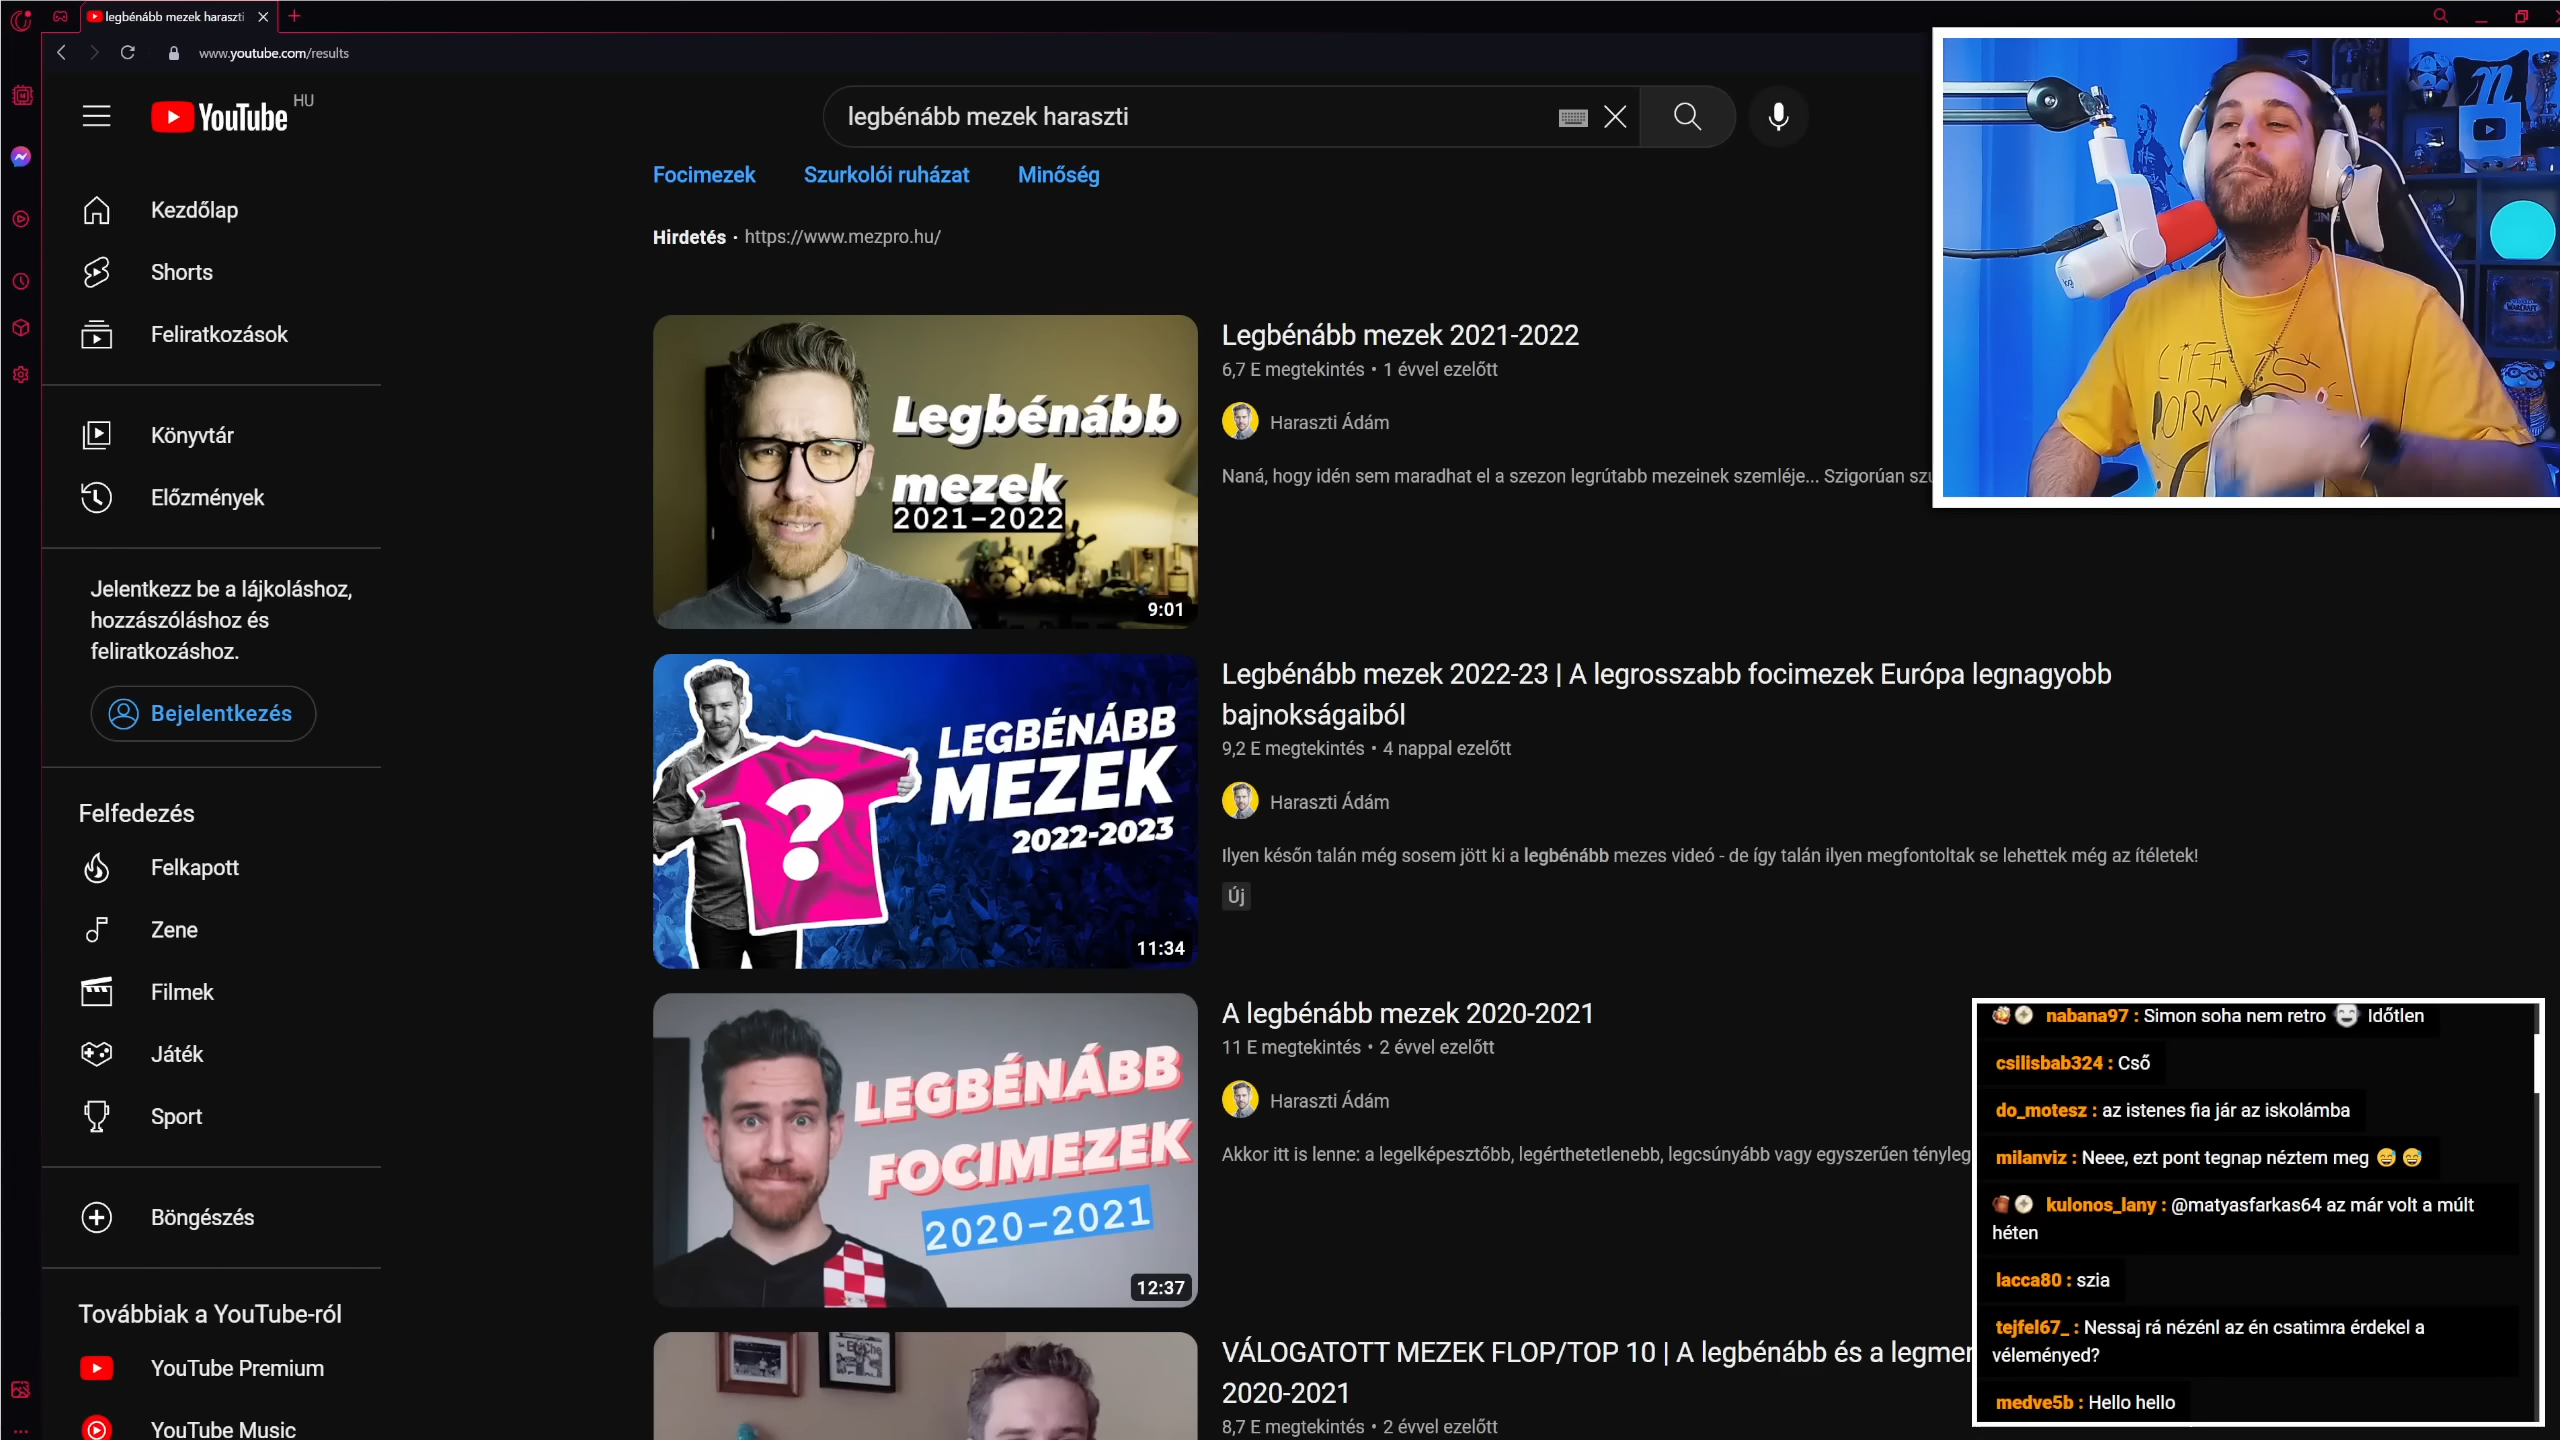 legbénább mezek haraszti
www.youtube.com/results
YouTube HU
legbénább mezek haraszti
Focimezek Szurkolói ruházat Minőség
Hirdetés · https://www.mezpro.hu/
Kezdőlap
Shorts
Feliratkozások
Könyvtár
Előzmények
Jelentkezz be a lájkoláshoz,
hozzászóláshoz és
feliratkozáshoz.
Bejelentkezés
Felfedezés
Felkapott
Zene
Filmek
Játék
Sport
Böngészés
Továbbiak a YouTube-ról
YouTube Premium
YouTube Music
Legbénább
mezek
2021-2022
9:01
Legbénább mezek 2021-2022
6,7 E megtekintés • 1 évvel ezelőtt
Haraszti Ádám
Naná, hogy idén sem maradhat el a szezon legrútabb mezeinek szemléje... Szigorúan
LEGBÉNÁBB
MEZEK
2022-2023
?
11:34
Legbénább mezek 2022-23 | A legrosszabb focimezek Európa legnagyobb
bajnokságaiból
9,2 E megtekintés • 4 nappal ezelőtt
Haraszti Ádám
Ilyen későn talán még sosem jött ki a legbénább mezes videó - de így talán ilyen megfontoltak se lehettek még az ítéletek!
Új
LEGBÉNÁBB
FOCIMEZEK
2020-2021
12:37
A legbénább mezek 2020-2021
11 E megtekintés • 2 évvel ezelőtt
Haraszti Ádám
Akkor itt is lenne: a legelképesztőbb, legérthetetlenebb, legcsúnyább vagy egyszerűen tényleg
VÁLOGATOTT MEZEK FLOP/TOP 10 | A legbénább és a legmer
2020-2021
8,7 E megtekintés • 2 évvel ezelőtt
LIFE IS
PORN
nabana97 : Simon soha nem retro Időtlen
csilisbab324 : Cső
do_motesz : az istenes fia jár az iskolámba
milanviz : Neee, ezt pont tegnap néztem meg 😅 😅
kulonos_lany : @matyasfarkas64 az már volt a múlt
héten
lacca80 : szia
tejfel67_ : Nessaj rá nézénl az én csatimra érdekel a
véleményed?
medve5b : Hello hello